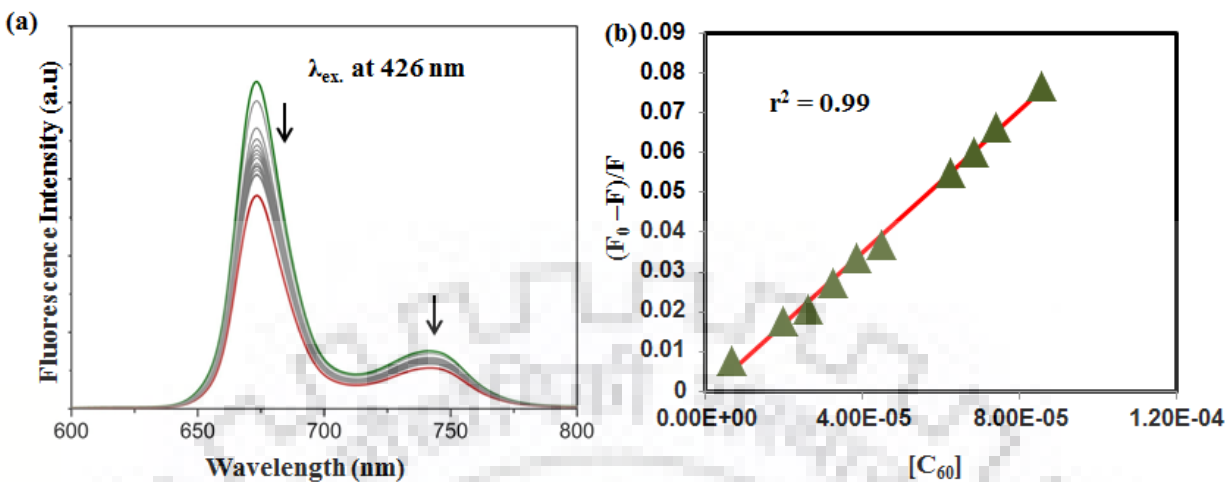 (a)
λex. at 426 nm
Fluorescence Intensity (a.u)
600 650 700 750 800
Wavelength (nm)
(b)
r² = 0.99
(F₀ –F)/F
0.09
0.08
0.07
0.06
0.05
0.04
0.03
0.02
0.01
0
0.00E+00 4.00E-05 8.00E-05 1.20E-04
[C₆₀]